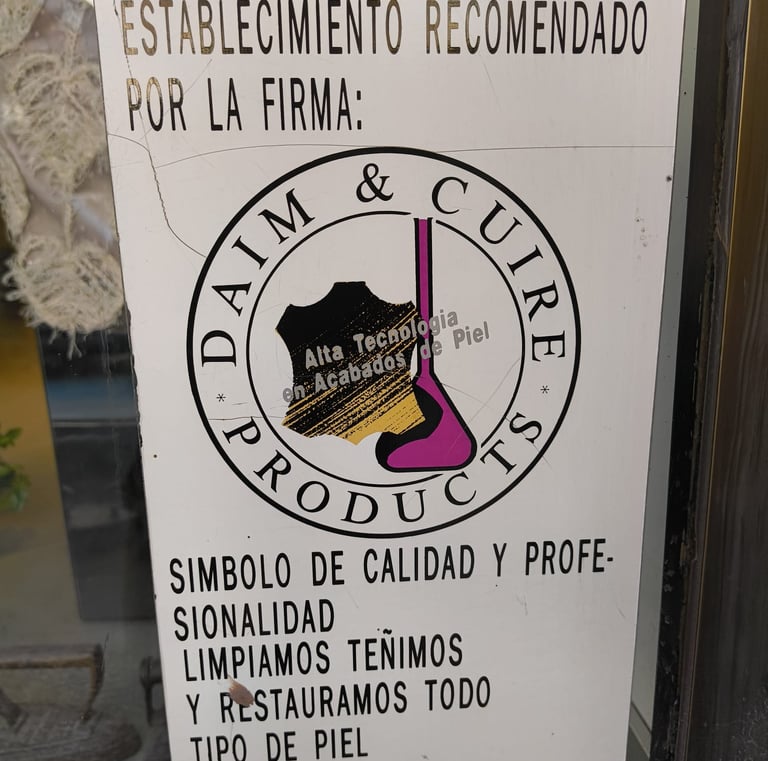 ESTABLECIMIENTO RECOMENDADO
POR LA FIRMA:
DAIM & CUIRE
Alta Tecnologia
en Acabados de Piel
* PRODUCTS *
SIMBOLO DE CALIDAD Y PROFE-
SIONALIDAD
LIMPIAMOS TEÑIMOS
Y RESTAURAMOS TODO
TIPO DE PIEL